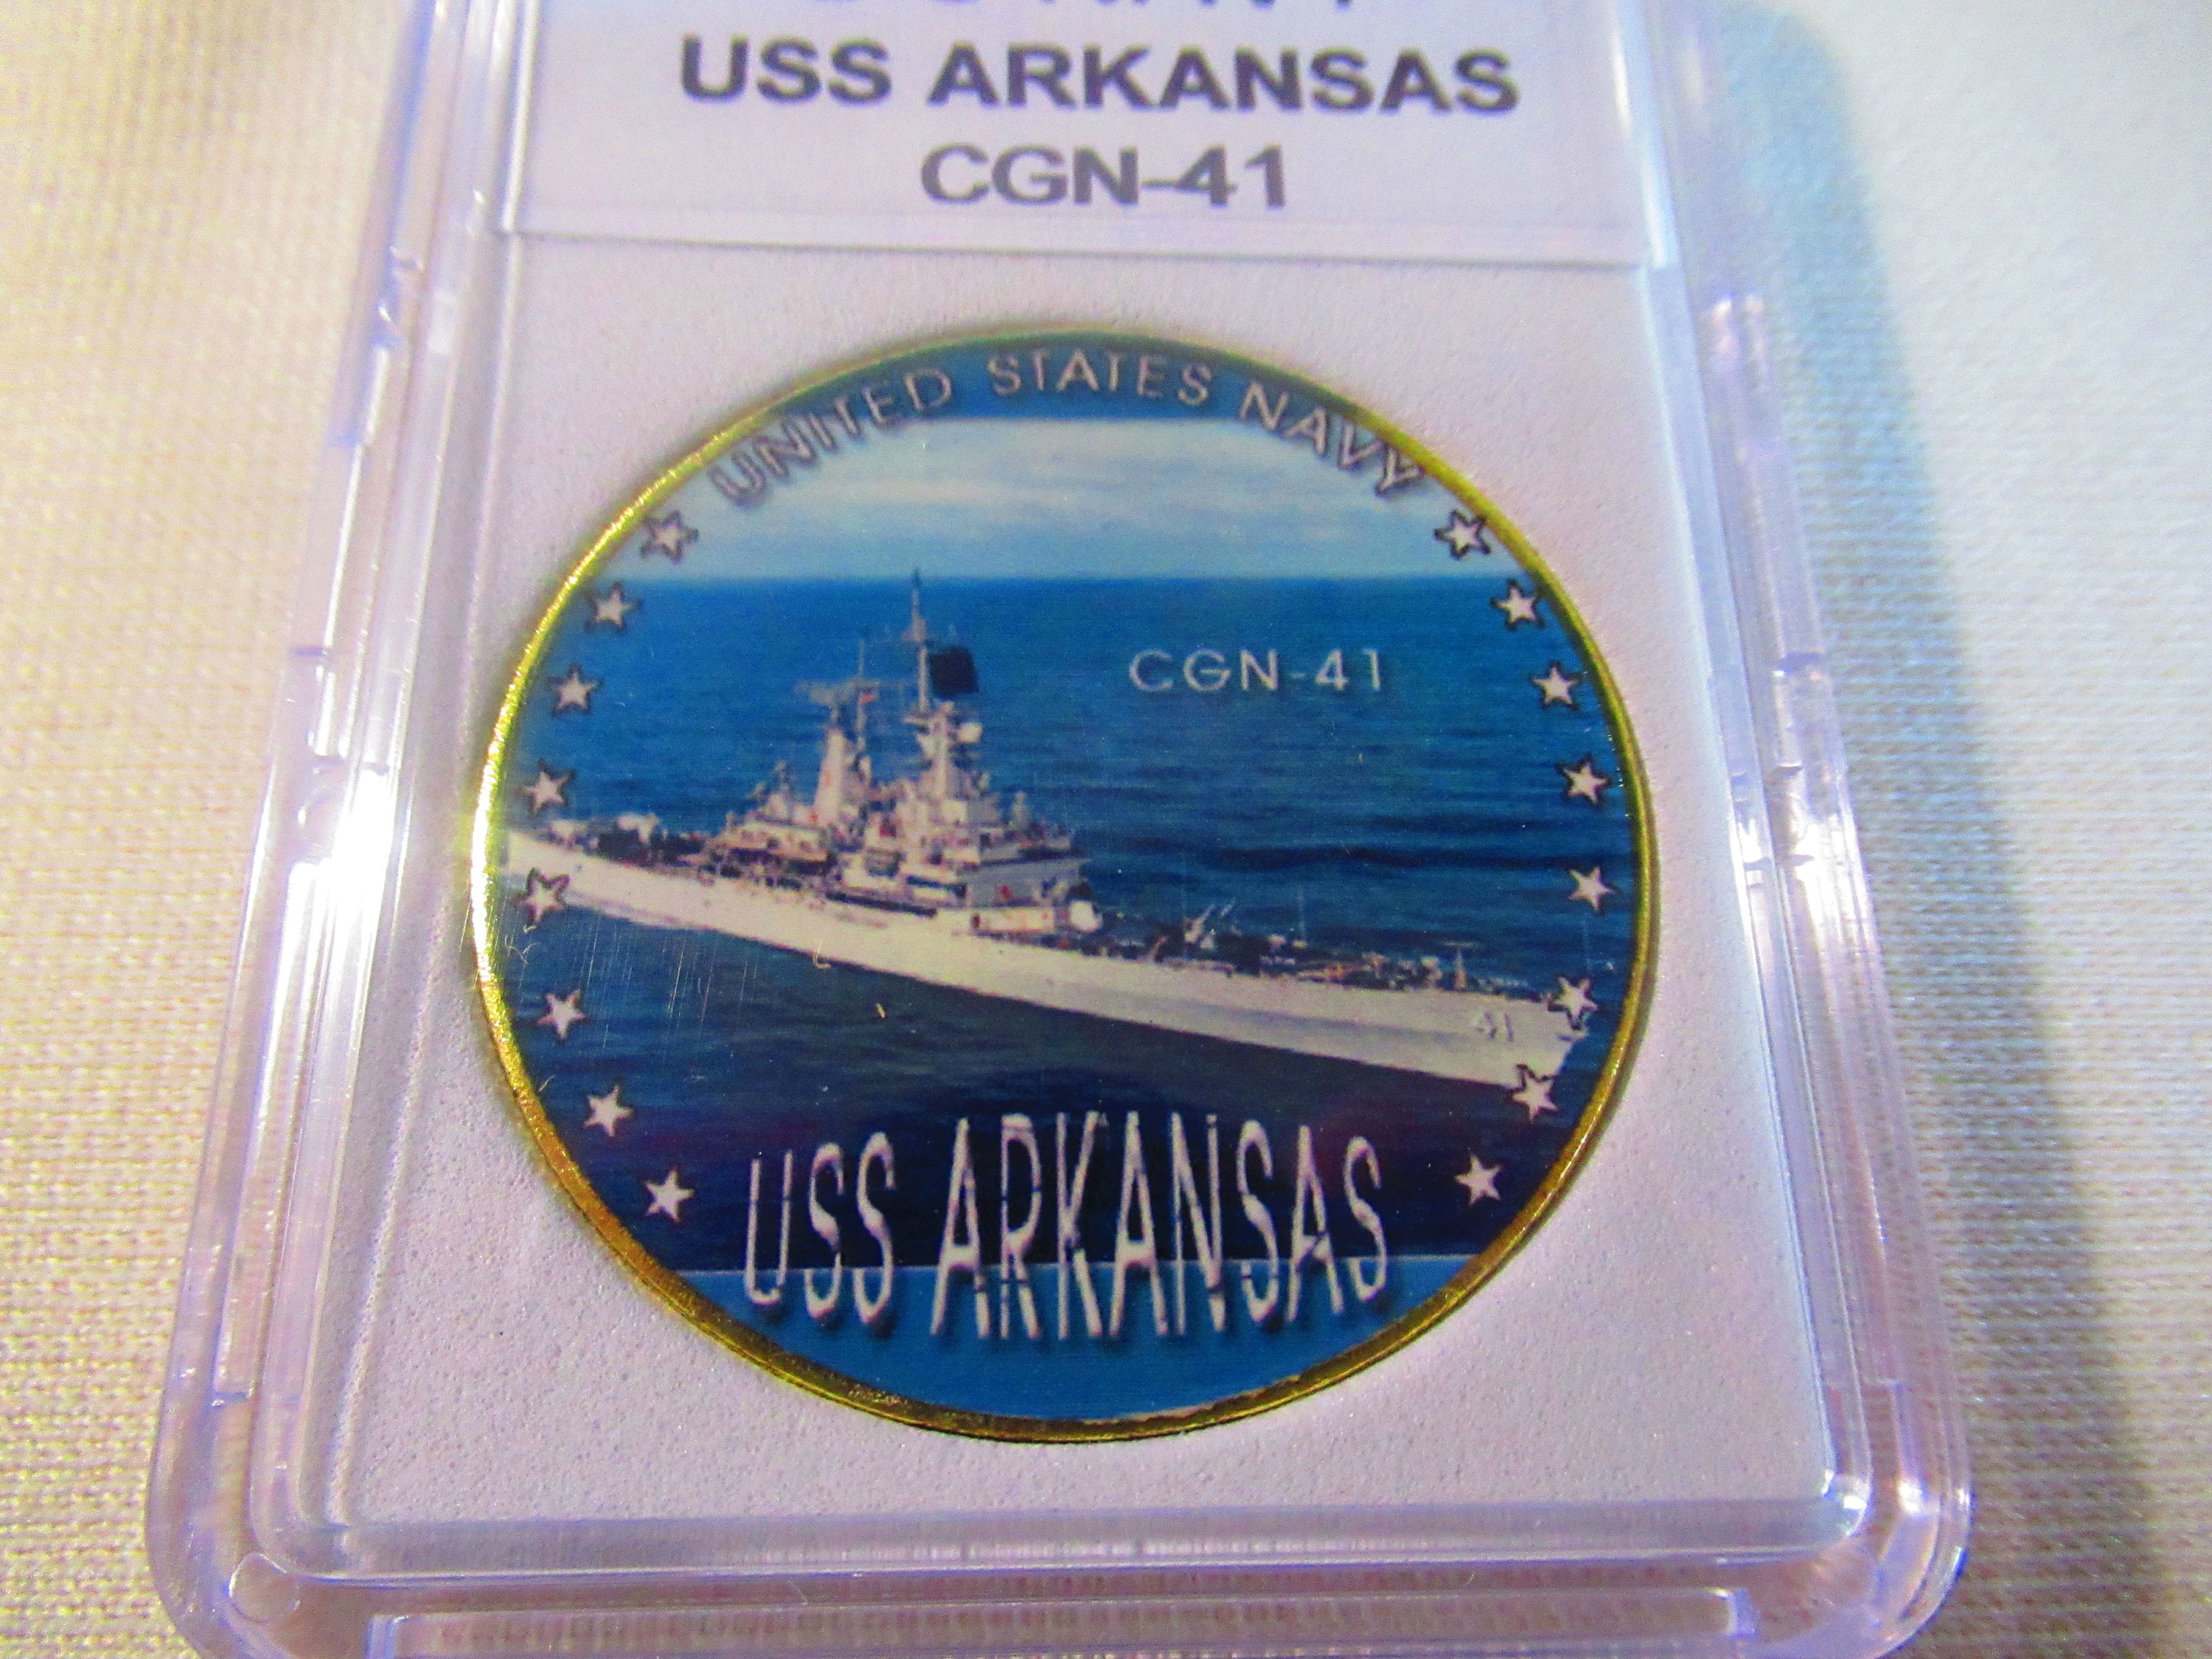 USS ARKANSAS
CGN-41
UNITED STATES NAVY
CGN-41
41
USS ARKANSAS